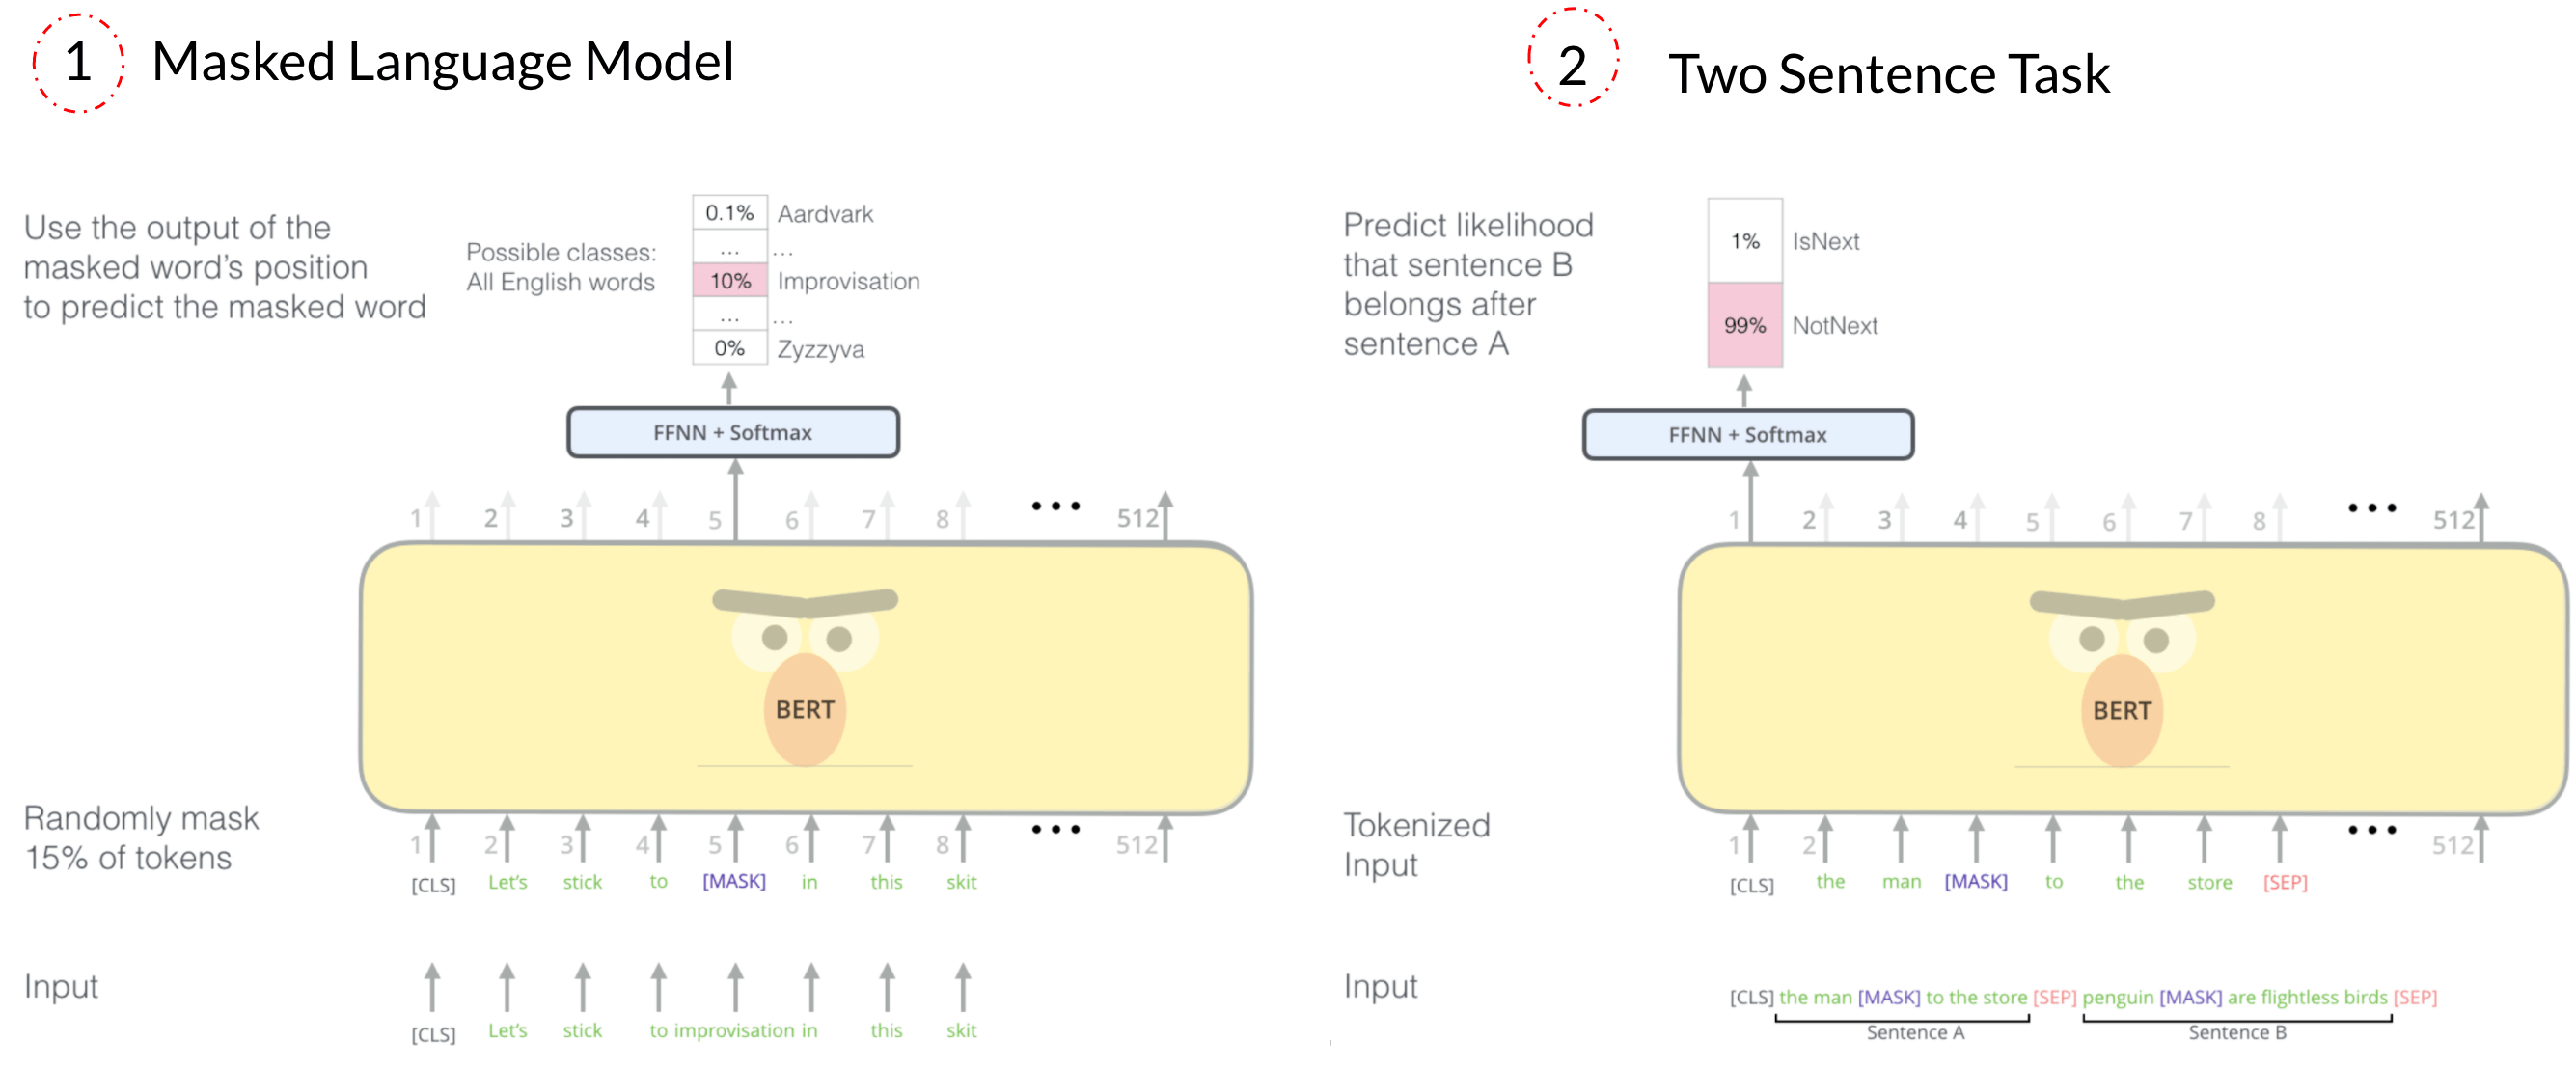 1 Masked Language Model
Use the output of the
masked word's position
to predict the masked word
Possible classes:
All English words
0.1% Aardvark
... ...
10% Improvisation
... ...
0% Zyzzyva
FFNN + Softmax
1 2 3 4 5 6 7 8 ••• 512
BERT
Randomly mask
15% of tokens
1 2 3 4 5 6 7 8 ••• 512
[CLS] Let's stick to [MASK] in this skit
Input
[CLS] Let's stick to improvisation in this skit
2 Two Sentence Task
Predict likelihood
that sentence B
belongs after
sentence A
1% IsNext
99% NotNext
FFNN + Softmax
1 2 3 4 5 6 7 8 ••• 512
BERT
Tokenized
Input
1 2 ••• 512
[CLS] the man [MASK] to the store [SEP]
Input
[CLS] the man [MASK] to the store [SEP] penguin [MASK] are flightless birds [SEP]
Sentence A Sentence B